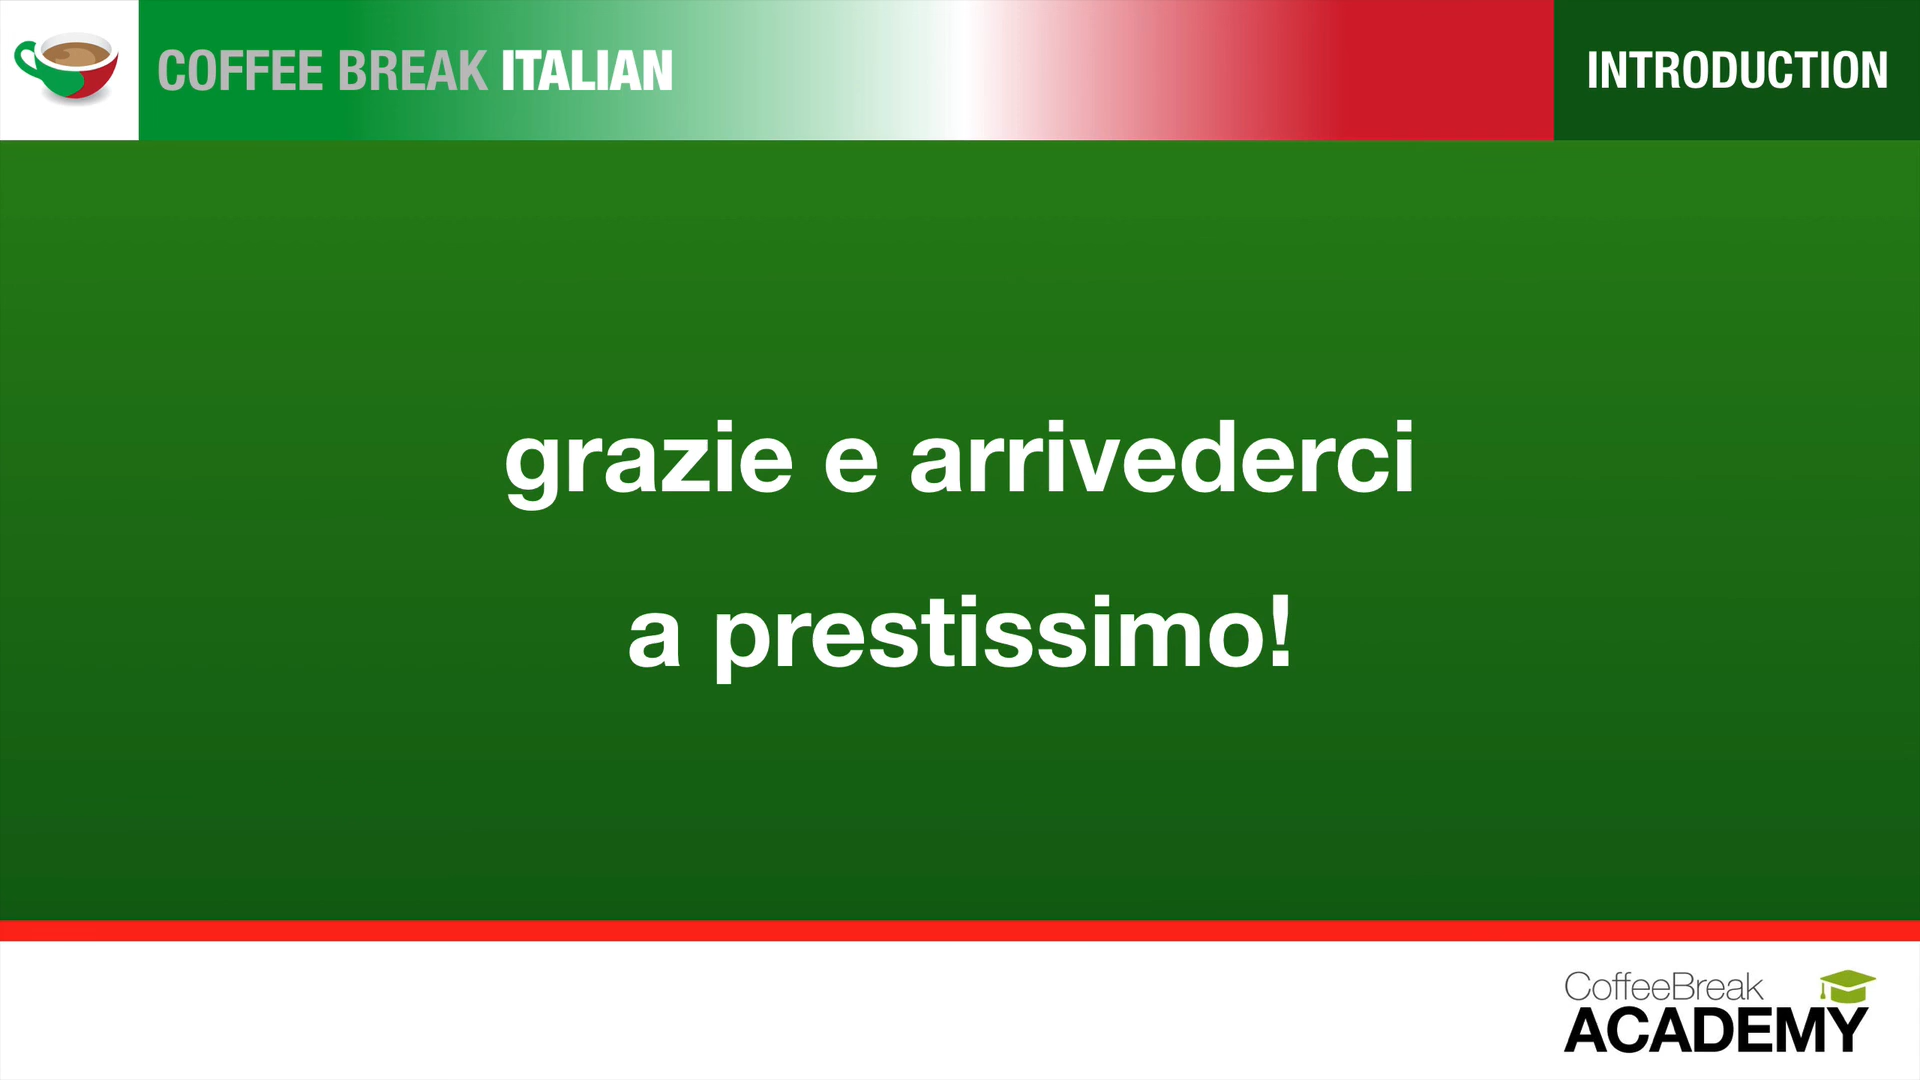 COFFEE BREAK ITALIAN
INTRODUCTION
grazie e arrivederci
a prestissimo!
CoffeeBreak
ACADEMY